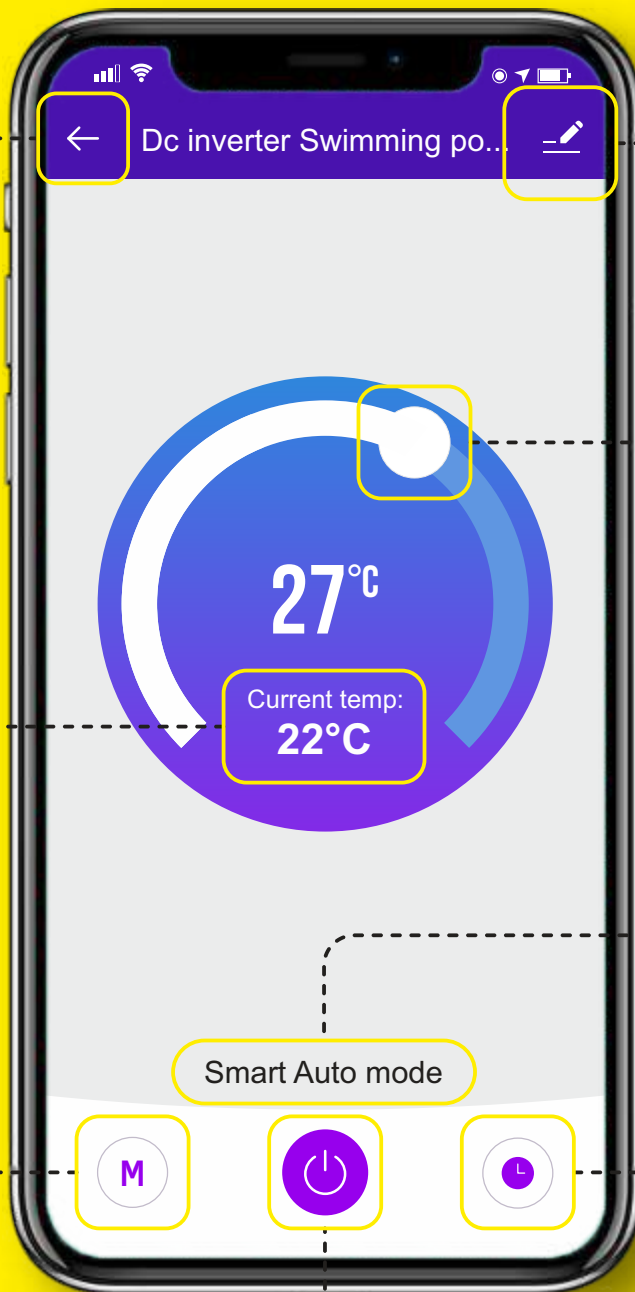 Dc inverter Swimming po...
27°C
Current temp:
22°C
Smart Auto mode
M